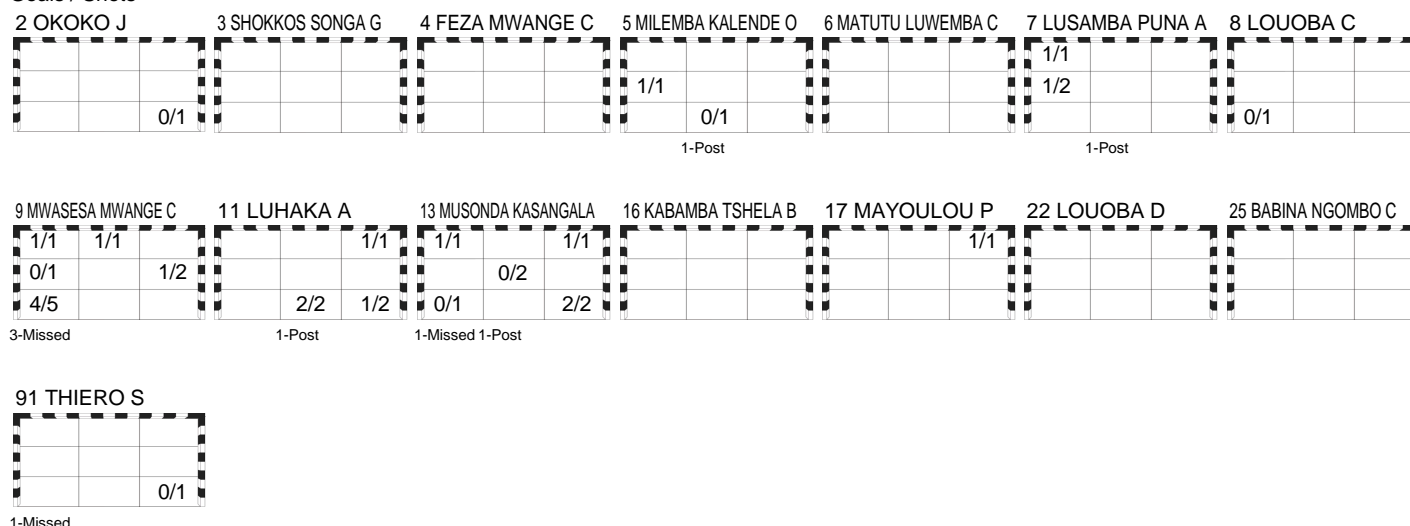 2 OKOKO J 3 SHOKKOS SONGA G 4 FEZA MWANGE C 5 MILEMBA KALENDE O 6 MATUTU LUWEMBA C 7 LUSAMBA PUNA A 8 LOUOBA C
1/1
1/1 1/2
0/1 0/1 0/1
1-Post 1-Post
9 MWASESA MWANGE C 11 LUHAKA A 13 MUSONDA KASANGALA 16 KABAMBA TSHELA B 17 MAYOULOU P 22 LOUOBA D 25 BABINA NGOMBO C
1/1 1/1 1/1 1/1 1/1 1/1
0/1 1/2 0/2
4/5 2/2 1/2 0/1 2/2
3-Missed 1-Post 1-Missed 1-Post
91 THIERO S
0/1
1-Missed